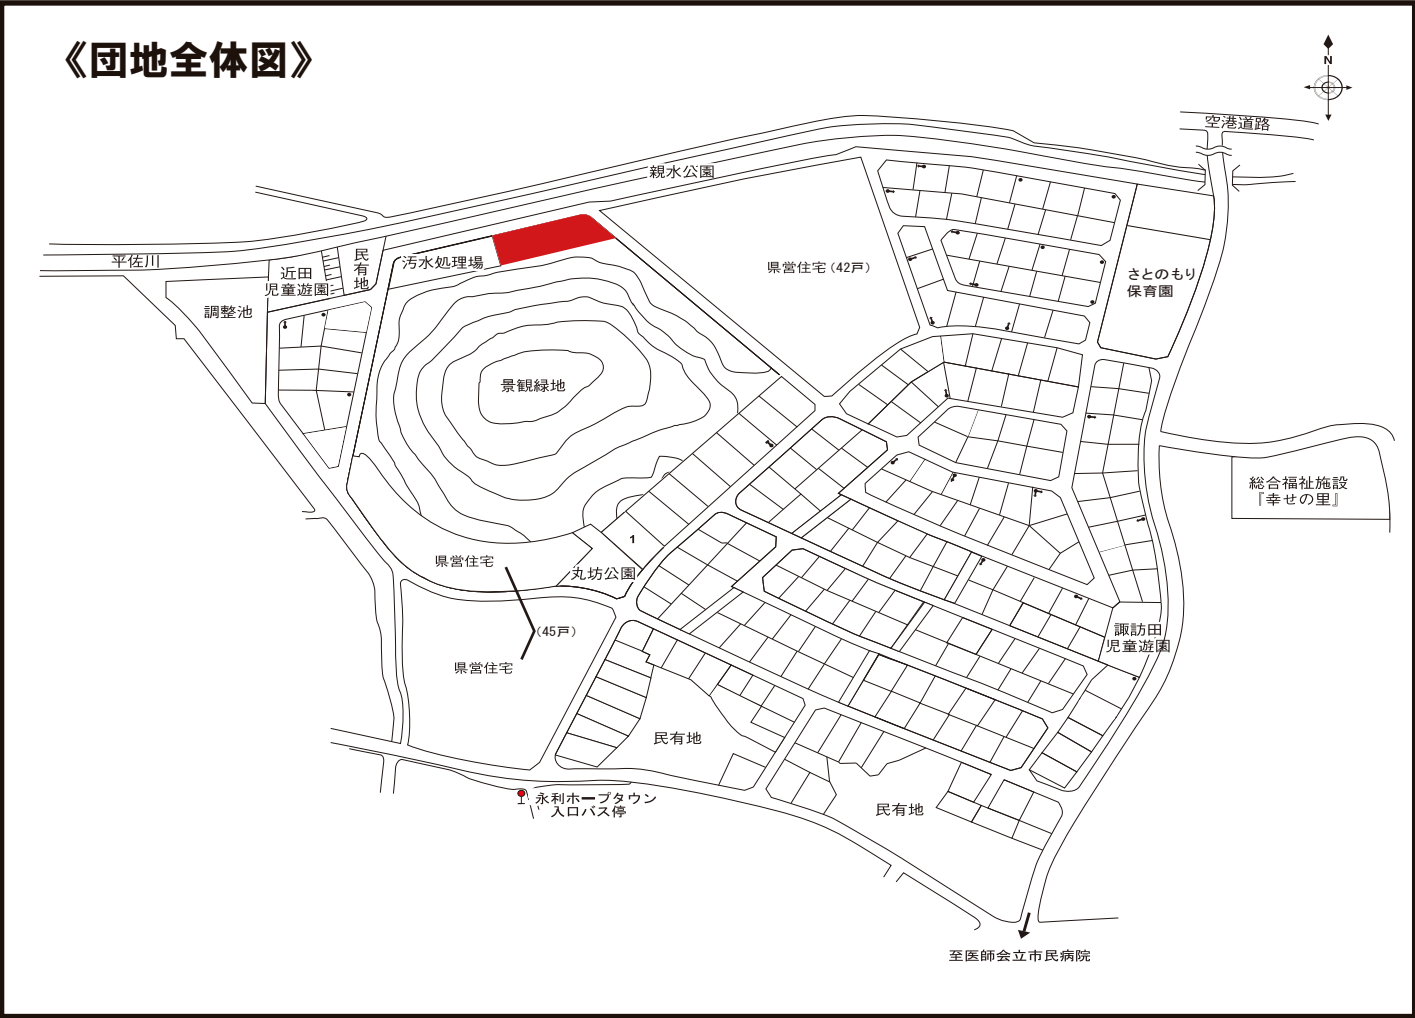 《団地全体図》
N
空港道路
親水公園
平佐川
民有地
汚水処理場
近田
児童遊園
調整池
県営住宅(42戸)
さとのもり
保育園
景観緑地
総合福祉施設
『幸せの里』
1
県営住宅
丸坊公園
(45戸)
県営住宅
諏訪田
児童遊園
民有地
永利ホープタウン
入口バス停
民有地
至医師会立市民病院